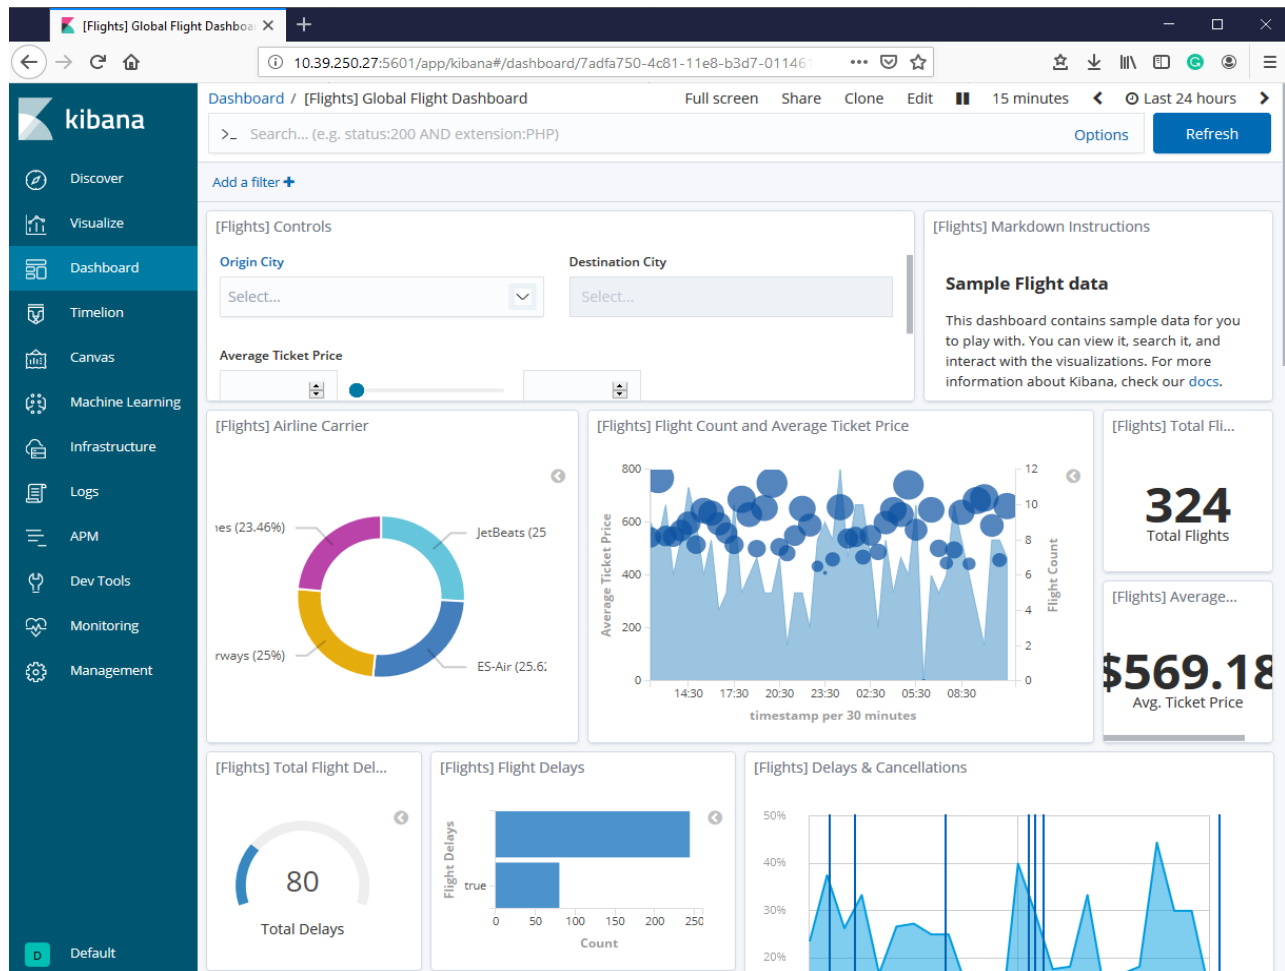 [Flights] Global Flight Dashboa
10.39.250.27:5601/app/kibana#/dashboard/7adfa750-4c81-11e8-b3d7-01146
kibana
Discover
Visualize
Dashboard
Timelion
Canvas
Machine Learning
Infrastructure
Logs
APM
Dev Tools
Monitoring
Management
D Default
Dashboard / [Flights] Global Flight Dashboard Full screen Share Clone Edit 15 minutes Last 24 hours
>_ Search... (e.g. status:200 AND extension:PHP) Options Refresh
Add a filter +
[Flights] Controls
Origin City Destination City
Select... Select...
Average Ticket Price
[Flights] Markdown Instructions
Sample Flight data
This dashboard contains sample data for you
to play with. You can view it, search it, and
interact with the visualizations. For more
information about Kibana, check our docs.
[Flights] Airline Carrier
nes (23.46%) JetBeats (25
rways (25%) ES-Air (25.62
[Flights] Flight Count and Average Ticket Price
Average Ticket Price
800
600
400
200
0
12
10
8
6
4
2
0
Flight Count
14:30 17:30 20:30 23:30 02:30 05:30 08:30
timestamp per 30 minutes
[Flights] Total Fli...
324
Total Flights
[Flights] Average...
$569.18
Avg. Ticket Price
[Flights] Total Flight Del...
80
Total Delays
[Flights] Flight Delays
Flight Delays
true
0 50 100 150 200 250
Count
[Flights] Delays & Cancellations
50%
40%
30%
20%